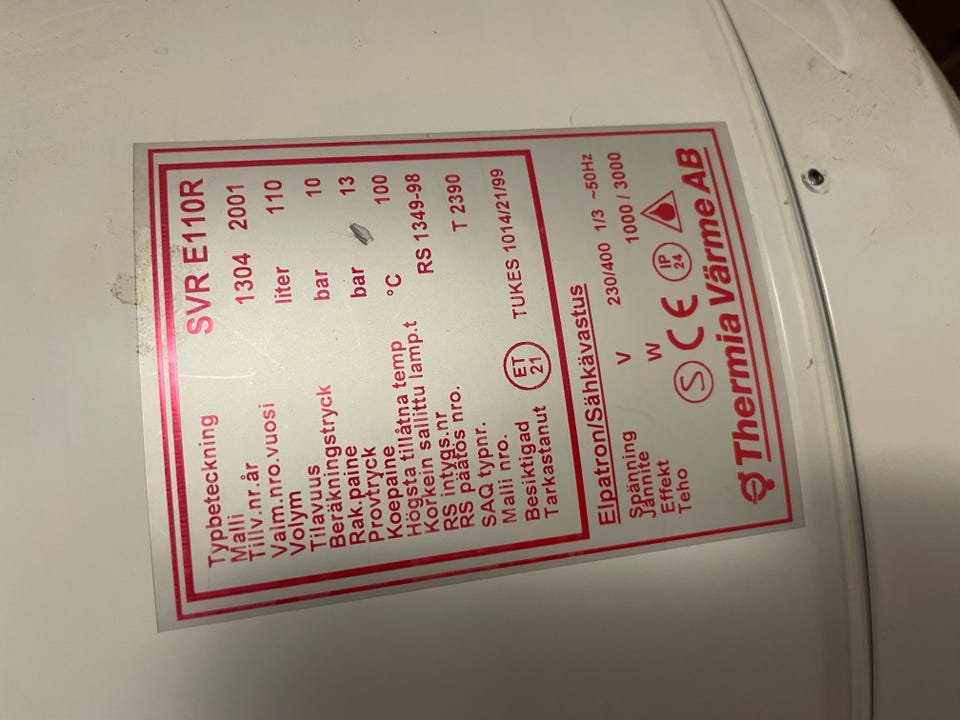 Typbeteckning SVR E110R
Malli
Tillv.nr.år 1304 2001
Valm.nro.vuosi
Volym liter 110
Tilavuus
Beräkningstryck bar 10
Rak.paine
Provtryck bar 13
Koepaine
Högsta tillåtna temp °C 100
Korkein sallittu lamp.t
RS intygs.nr RS 1349-98
RS päätös nro.
SAQ typnr. T 2390
Malli nro.
Besiktigad ET 21 TUKES 1014/21/99
Tarkastanut
Elpatron/Sähkävastus
Spänning V 230/400 1/3 ~50Hz
Jännite
Effekt W 1000 / 3000
Teho
S CE IP 24
Thermia Värme AB